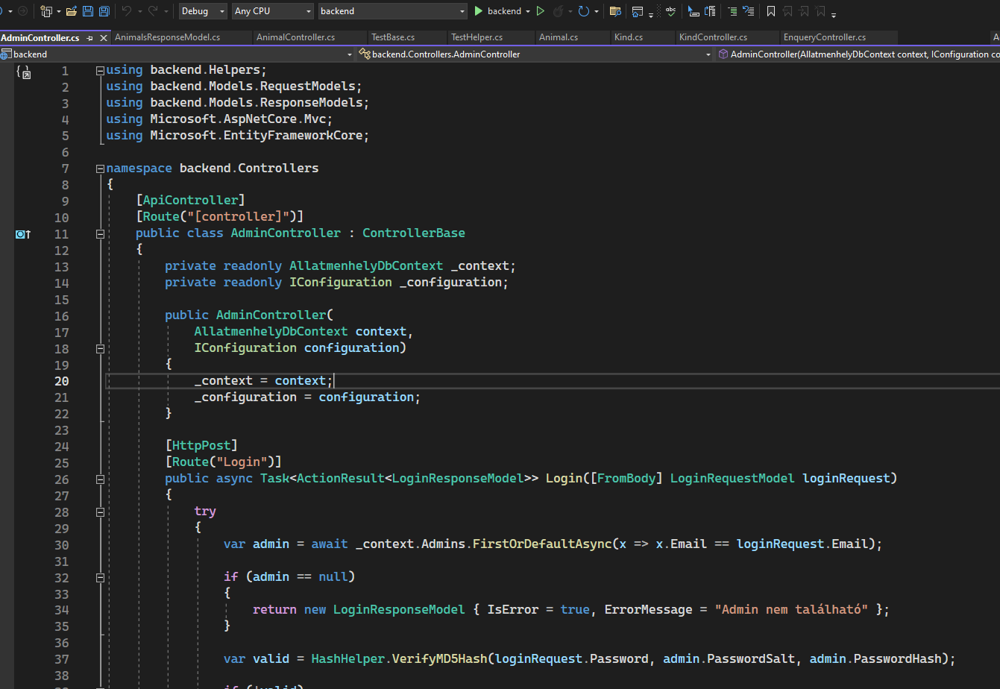 Debug Any CPU backend backend
AdminController.cs AnimalsResponseModel.cs AnimalController.cs TestBase.cs TestHelper.cs Animal.cs Kind.cs KindController.cs EnqueryController.cs A
backend backend.Controllers.AdminController AdminController(AllatmenhelyDbContext context, IConfiguration co
1 using backend.Helpers;
2 using backend.Models.RequestModels;
3 using backend.Models.ResponseModels;
4 using Microsoft.AspNetCore.Mvc;
5 using Microsoft.EntityFrameworkCore;
6
7 namespace backend.Controllers
8 {
9 [ApiController]
10 [Route("[controller]")]
11 public class AdminController : ControllerBase
12 {
13 private readonly AllatmenhelyDbContext _context;
14 private readonly IConfiguration _configuration;
15
16 public AdminController(
17 AllatmenhelyDbContext context,
18 IConfiguration configuration)
19 {
20 _context = context;
21 _configuration = configuration;
22 }
23
24 [HttpPost]
25 [Route("Login")]
26 public async Task<ActionResult<LoginResponseModel>> Login([FromBody] LoginRequestModel loginRequest)
27 {
28 try
29 {
30 var admin = await _context.Admins.FirstOrDefaultAsync(x => x.Email == loginRequest.Email);
31
32 if (admin == null)
33 {
34 return new LoginResponseModel { IsError = true, ErrorMessage = "Admin nem található" };
35 }
36
37 var valid = HashHelper.VerifyMD5Hash(loginRequest.Password, admin.PasswordSalt, admin.PasswordHash);
38